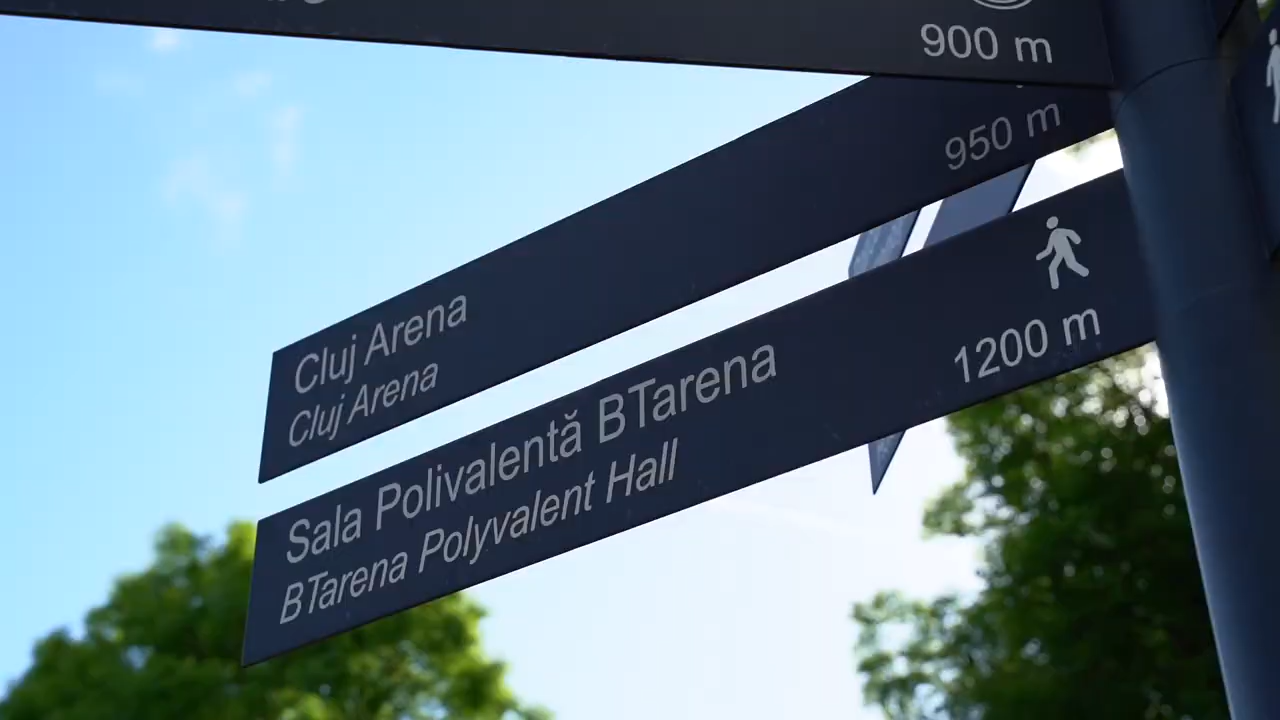 900 m
950 m
Cluj Arena
Cluj Arena
1200 m
Sala Polivalentă BTarena
BTarena Polyvalent Hall